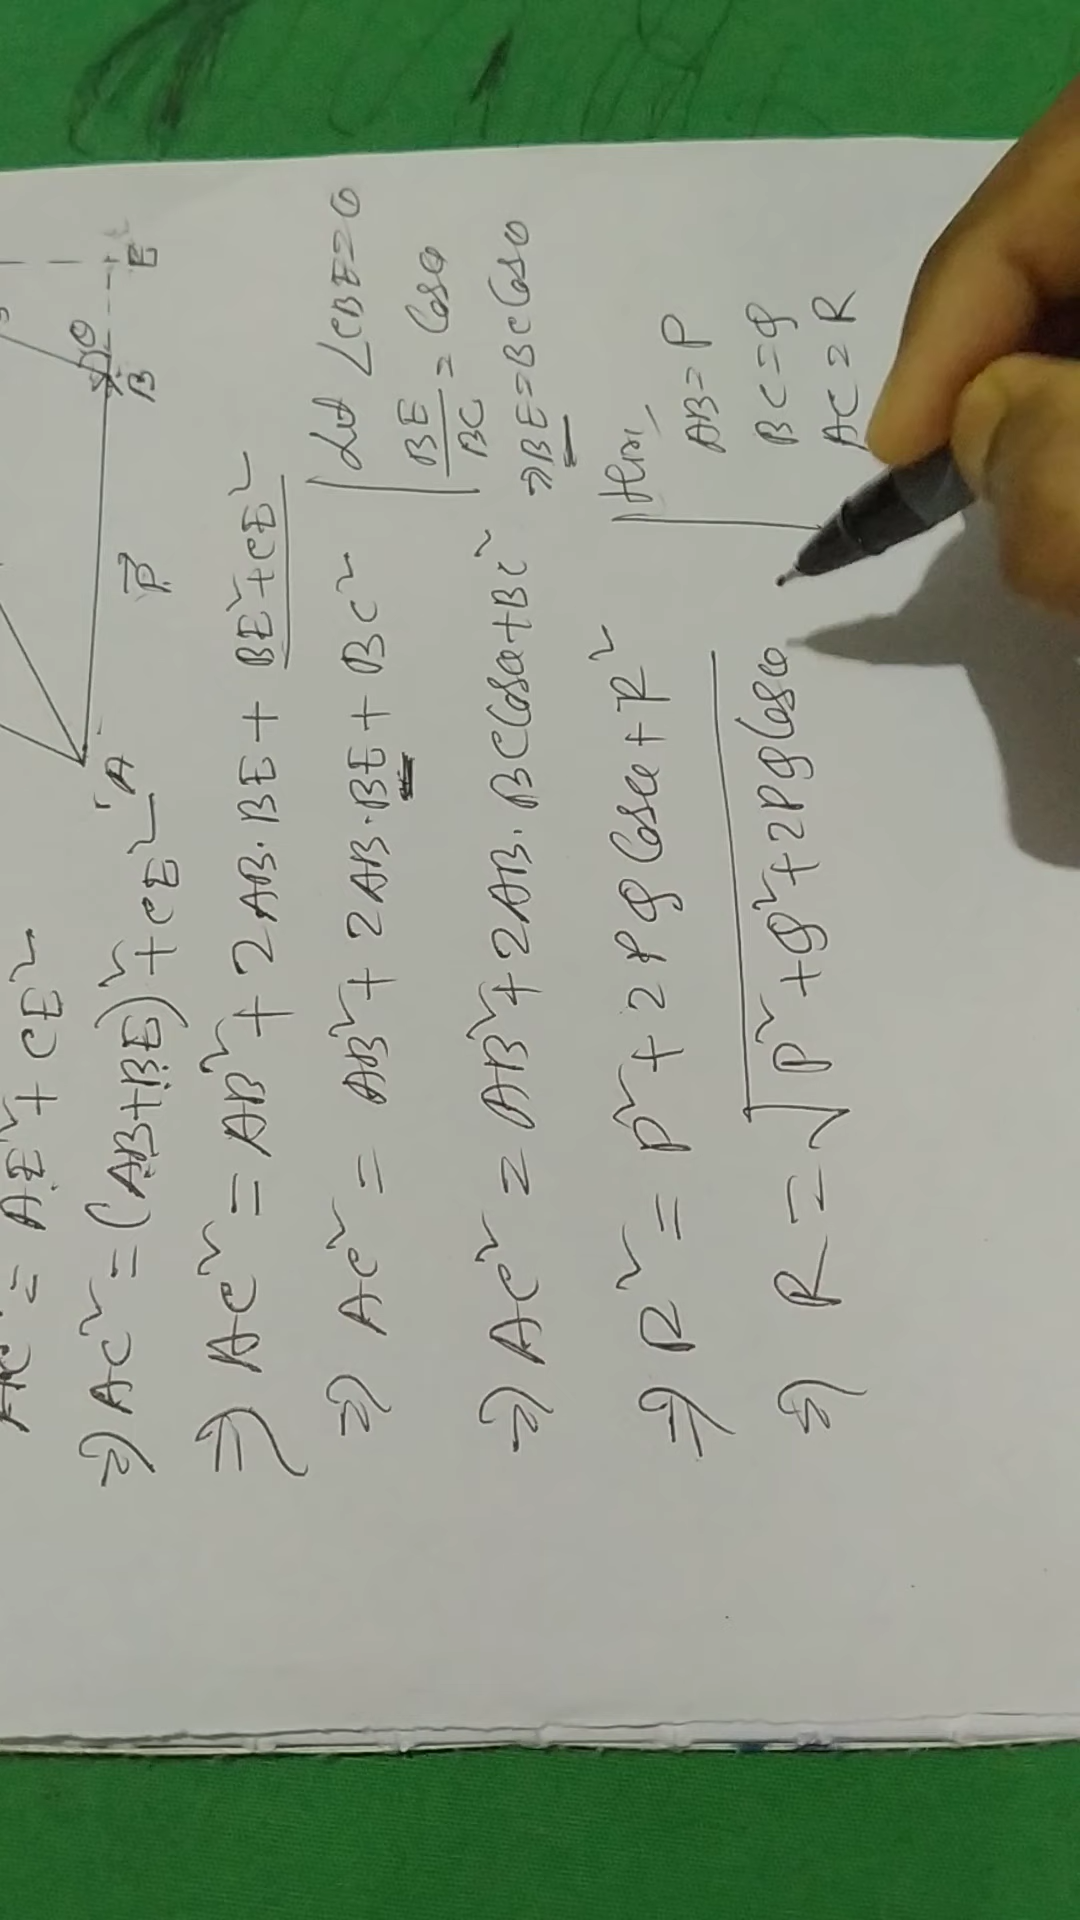 E
θ
B
P⃗
A
AC² = AE² + CE²
⇒ AC² = (AB+BE)² + CE²
⇒ AC² = AB² + 2AB·BE + BE²+CE²
⇒ AC² = AB² + 2AB·BE + BC²
⇒ AC² = AB² + 2AB·BC Cosθ + BC²
⇒ R² = P² + 2PQ Cosθ + R²
⇒ R = √P²+Q²+2PQ Cosθ
Let ∠CBE=θ
BE/BC = Cosθ
⇒ BE = BC Cosθ
Here,
AB = P
BC = Q
AC = R